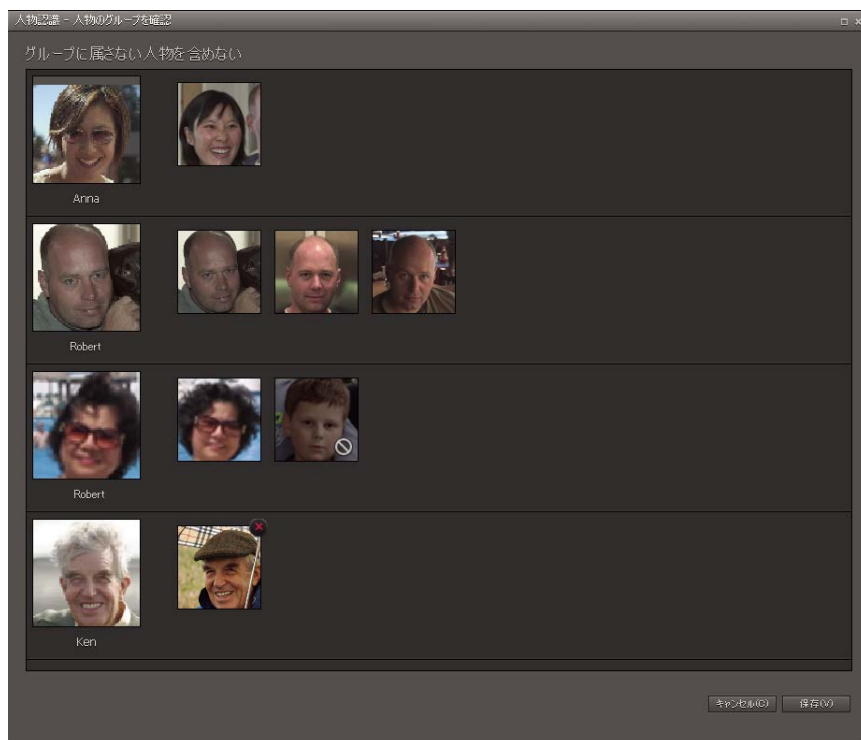 人物認識 - 人物のグループを確認
グループに属さない人物を含めない
Anna
Robert
Robert
Ken
キャンセル(C)
保存(V)